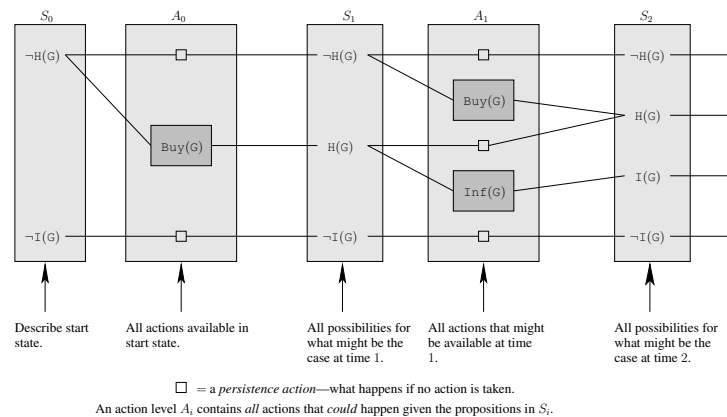 S₀ A₀ S₁ A₁ S₂
¬H(G) ¬H(G) ¬H(G)
Buy(G) H(G)
Buy(G) H(G) Inf(G) I(G)
¬I(G) ¬I(G) ¬I(G)
Describe start
state.
All actions available in
start state.
All possibilities for
what might be the
case at time 1.
All actions that might
be available at time
1.
All possibilities for
what might be the
case at time 2.
= a persistence action—what happens if no action is taken.
An action level Aᵢ contains all actions that could happen given the propositions in Sᵢ.